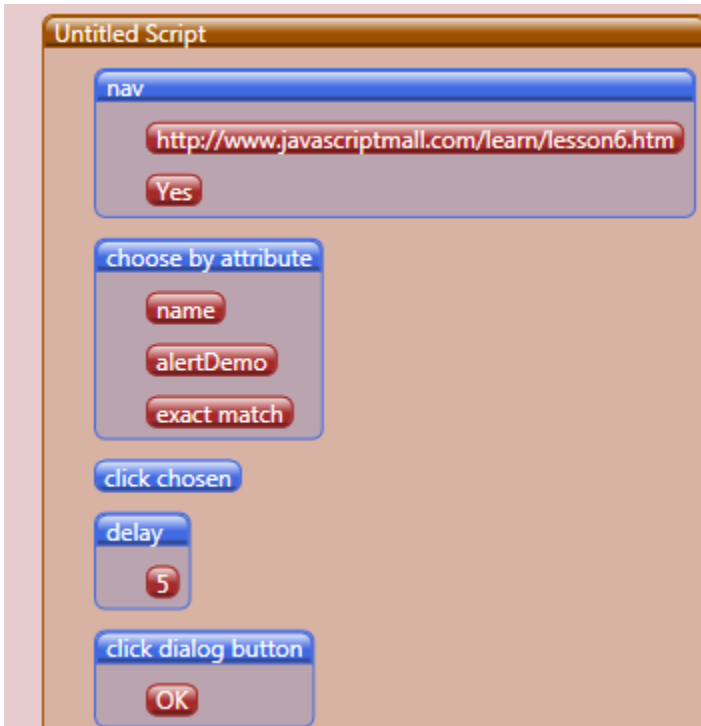 Untitled Script
nav
http://www.javascriptmall.com/learn/lesson6.htm
Yes
choose by attribute
name
alertDemo
exact match
click chosen
delay
5
click dialog button
OK